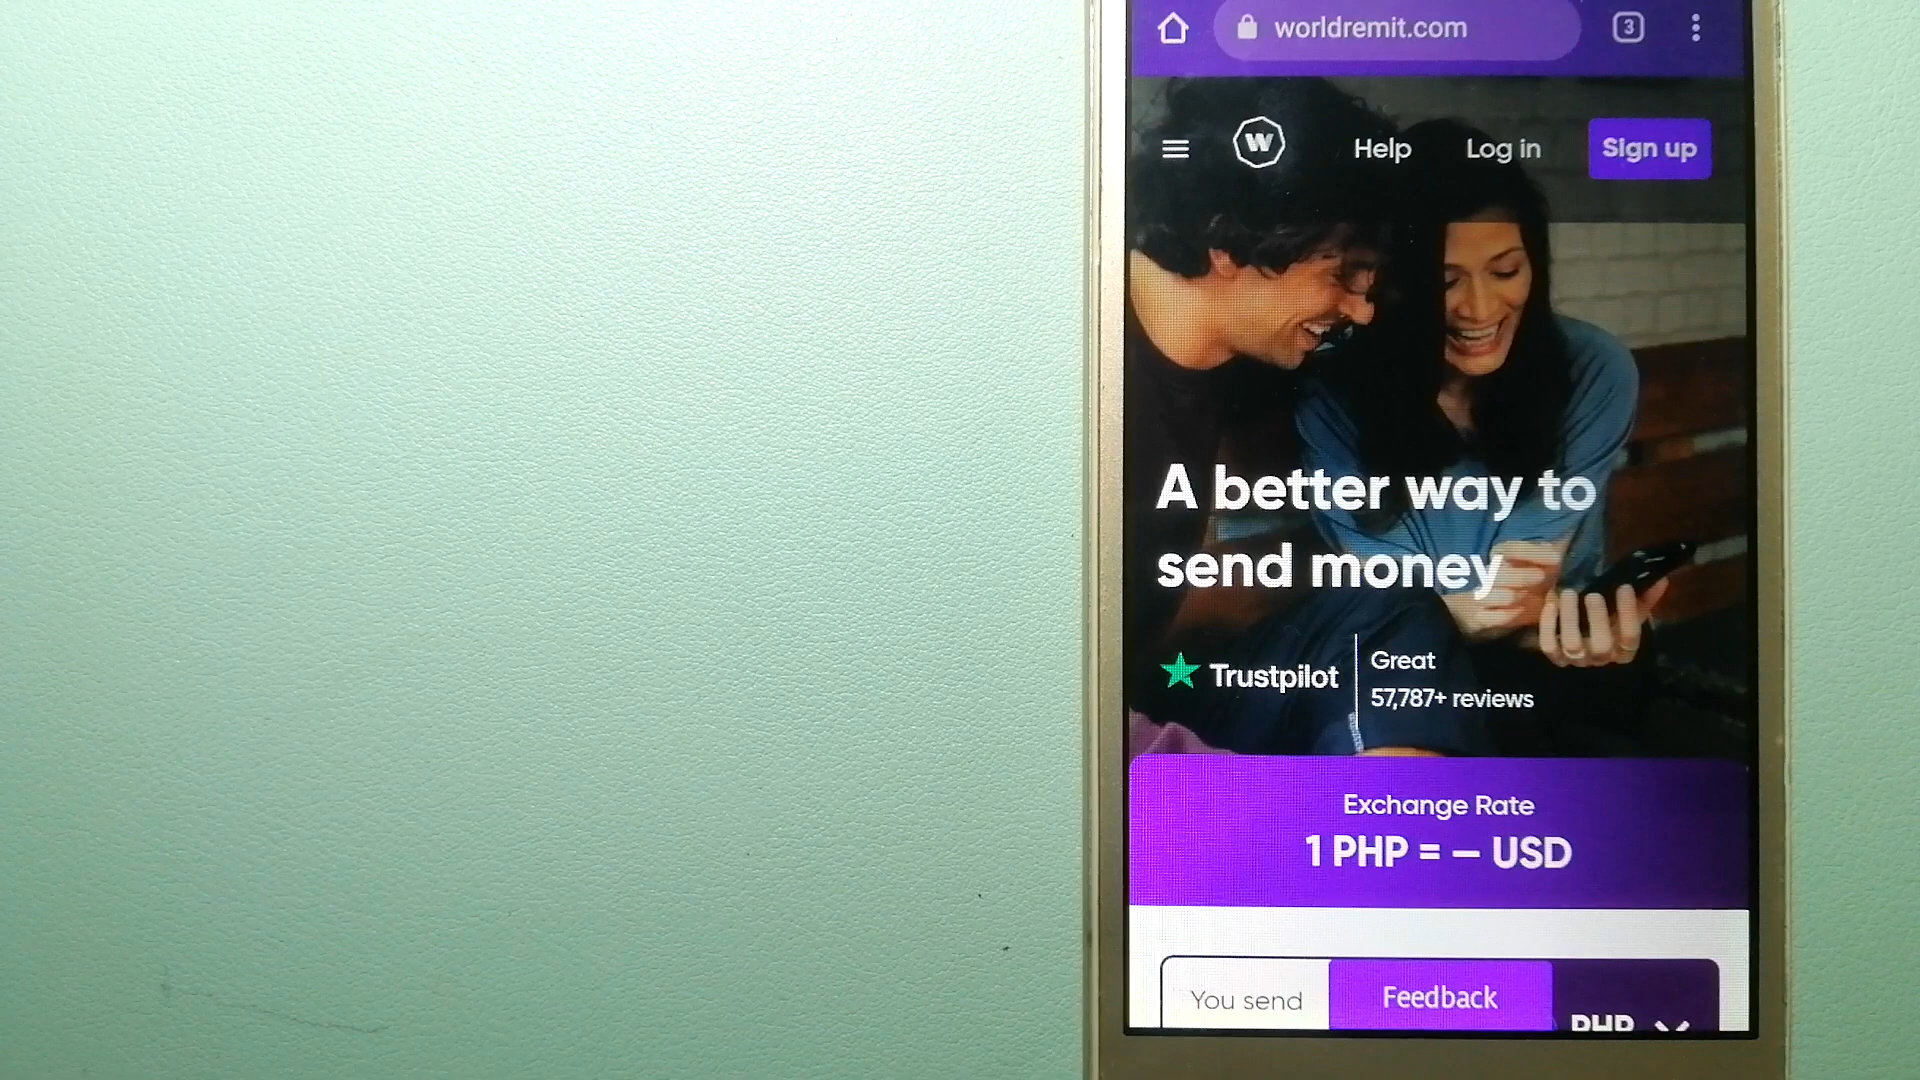 worldremit.com
3
W
Help
Log in
Sign up
A better way to
send money
Trustpilot
Great
57,787+ reviews
Exchange Rate
1 PHP = – USD
You send
Feedback
PHP